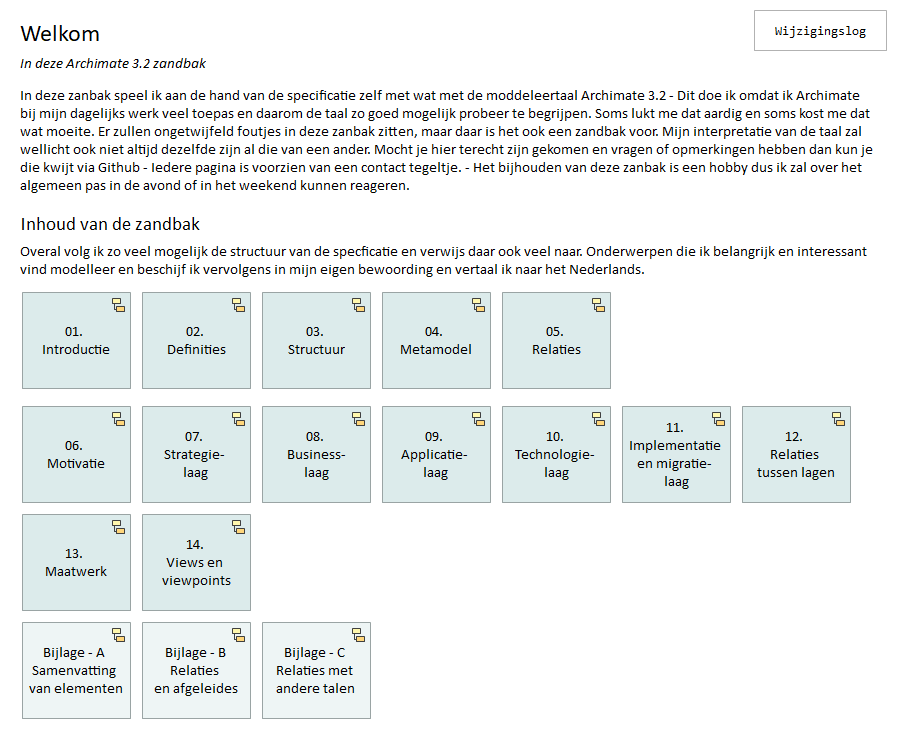 Welkom
Wijzigingslog
In deze Archimate 3.2 zandbak
In deze zanbak speel ik aan de hand van de specificatie zelf met wat met de moddeleertaal Archimate 3.2 - Dit doe ik omdat ik Archimate
bij mijn dagelijks werk veel toepas en daarom de taal zo goed mogelijk probeer te begrijpen. Soms lukt me dat aardig en soms kost me dat
wat moeite. Er zullen ongetwijfeld foutjes in deze zanbak zitten, maar daar is het ook een zandbak voor. Mijn interpretatie van de taal zal
wellicht ook niet altijd dezelfde zijn al die van een ander. Mocht je hier terecht zijn gekomen en vragen of opmerkingen hebben dan kun je
die kwijt via Github - Iedere pagina is voorzien van een contact tegeltje. - Het bijhouden van deze zanbak is een hobby dus ik zal over het
algemeen pas in de avond of in het weekend kunnen reageren.
Inhoud van de zandbak
Overal volg ik zo veel mogelijk de structuur van de specficatie en verwijs daar ook veel naar. Onderwerpen die ik belangrijk en interessant
vind modelleer en beschijf ik vervolgens in mijn eigen bewoording en vertaal ik naar het Nederlands.
01.
Introductie
02.
Definities
03.
Structuur
04.
Metamodel
05.
Relaties
06.
Motivatie
07.
Strategie-
laag
08.
Business-
laag
09.
Applicatie-
laag
10.
Technologie-
laag
11.
Implementatie
en migratie-
laag
12.
Relaties
tussen lagen
13.
Maatwerk
14.
Views en
viewpoints
Bijlage - A
Samenvatting
van elementen
Bijlage - B
Relaties
en afgeleides
Bijlage - C
Relaties met
andere talen